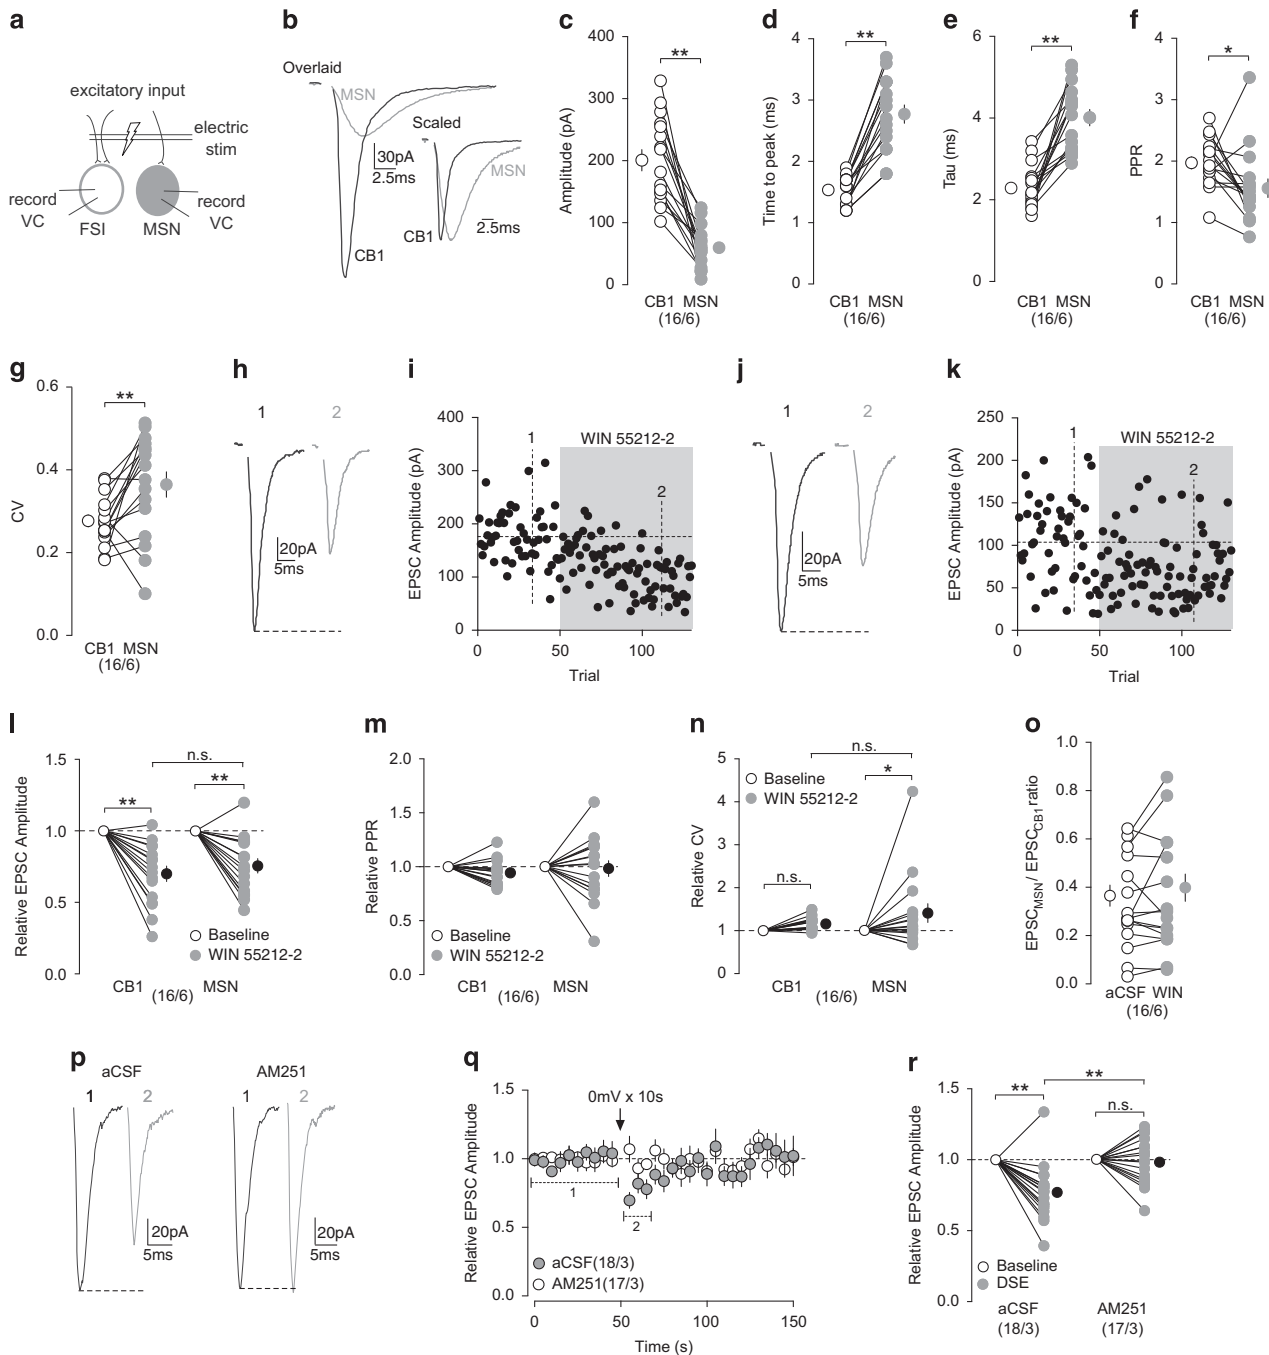 a
excitatory input
electric
stim
record
VC
FSI
MSN
record
VC
b
Overlaid
MSN
Scaled
30pA
2.5ms
MSN
CB1
CB1
2.5ms
c
Amplitude (pA)
400
300
200
100
0
**
CB1 MSN
(16/6)
d
Time to peak (ms)
4
3
2
1
0
**
CB1 MSN
(16/6)
e
Tau (ms)
6
4
2
0
**
CB1 MSN
(16/6)
f
PPR
4
3
2
1
0
*
CB1 MSN
(16/6)
g
CV
0.6
0.4
0.2
0.0
**
CB1 MSN
(16/6)
h
1
2
20pA
5ms
i
EPSC Amplitude (pA)
400
300
200
100
0
1
WIN 55212-2
2
0
50
100
Trial
j
1
2
20pA
5ms
k
EPSC Amplitude (pA)
250
200
150
100
50
0
1
WIN 55212-2
2
0
50
100
Trial
l
Relative EPSC Amplitude
1.5
1.0
0.5
0.0
n.s.
**
**
Baseline
WIN 55212-2
CB1
(16/6)
MSN
m
Relative PPR
2.0
1.5
1.0
0.5
0.0
Baseline
WIN 55212-2
CB1
(16/6)
MSN
n
Relative CV
5
4
3
2
1
0
n.s.
*
Baseline
WIN 55212-2
n.s.
CB1
(16/6)
MSN
o
EPSCMSN/ EPSCCB1 ratio
1.0
0.8
0.6
0.4
0.2
0.0
aCSF WIN
(16/6)
p
aCSF
AM251
1
2
1
2
20pA
5ms
20pA
5ms
q
Relative EPSC Amplitude
1.5
1.0
0.5
0.0
0mV x 10s
1
2
aCSF(18/3)
AM251(17/3)
0
50
100
150
Time (s)
r
Relative EPSC Amplitude
1.5
1.0
0.5
0.0
**
**
n.s.
Baseline
DSE
aCSF
(18/3)
AM251
(17/3)